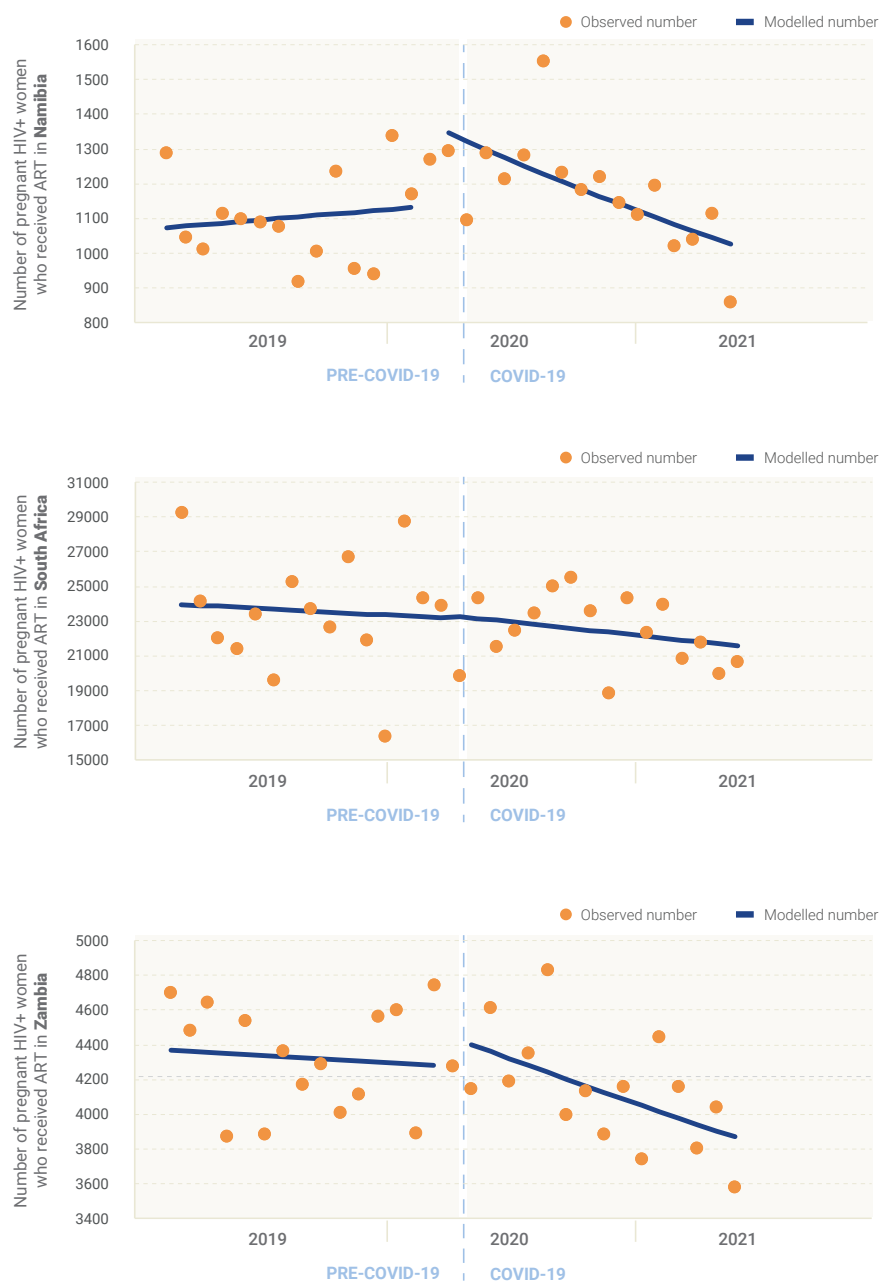 Observed number Modelled number
Number of pregnant HIV+ women
who received ART in Namibia
1600
1500
1400
1300
1200
1100
1000
900
800
2019 2020 2021
PRE-COVID-19 COVID-19
Observed number Modelled number
Number of pregnant HIV+ women
who received ART in South Africa
31000
29000
27000
25000
23000
21000
19000
17000
15000
2019 2020 2021
PRE-COVID-19 COVID-19
Observed number Modelled number
Number of pregnant HIV+ women
who received ART in Zambia
5000
4800
4600
4400
4200
4000
3800
3600
3400
2019 2020 2021
PRE-COVID-19 COVID-19